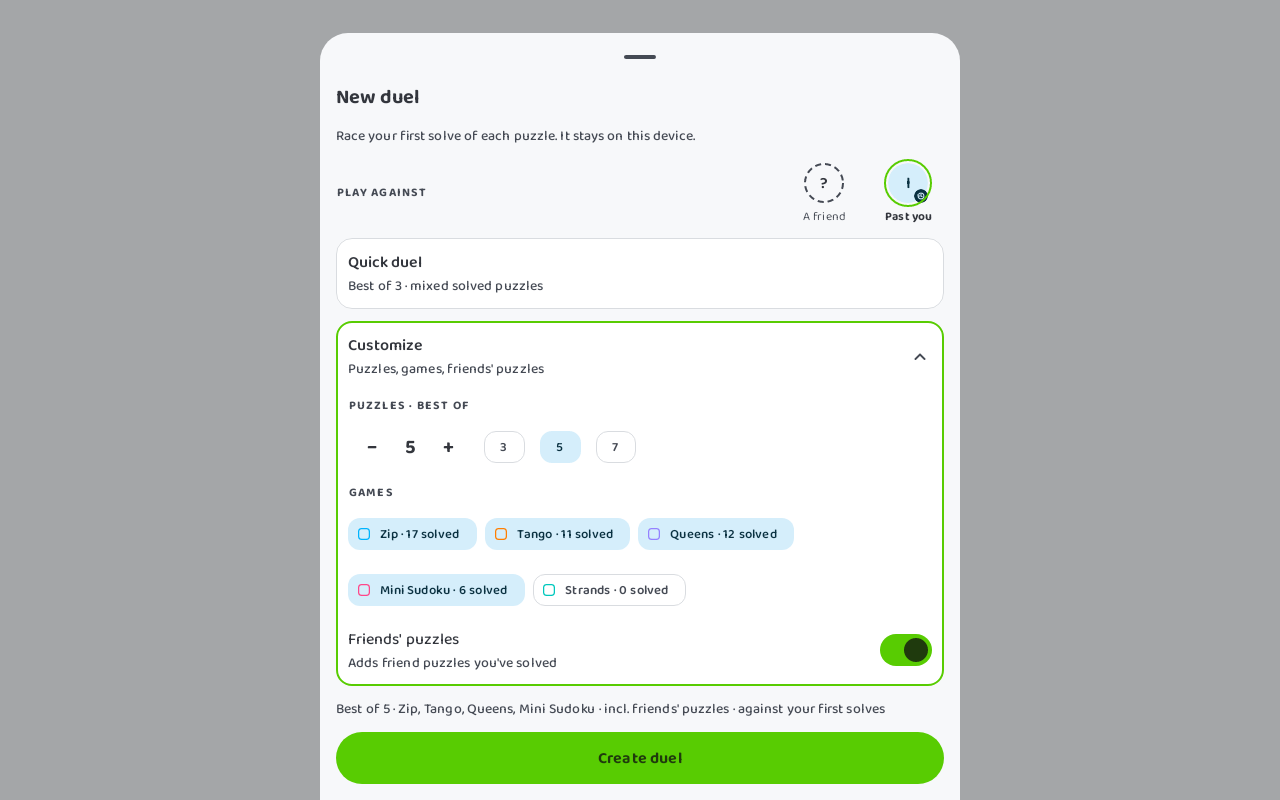 New duel
Race your first solve of each puzzle. It stays on this device.
PLAY AGAINST
?
A friend
I
Past you
Quick duel
Best of 3 · mixed solved puzzles
Customize
Puzzles, games, friends' puzzles
PUZZLES · BEST OF
− 5 + 3 5 7
GAMES
Zip · 17 solved Tango · 11 solved Queens · 12 solved
Mini Sudoku · 6 solved Strands · 0 solved
Friends' puzzles
Adds friend puzzles you've solved
Best of 5 · Zip, Tango, Queens, Mini Sudoku · incl. friends' puzzles · against your first solves
Create duel